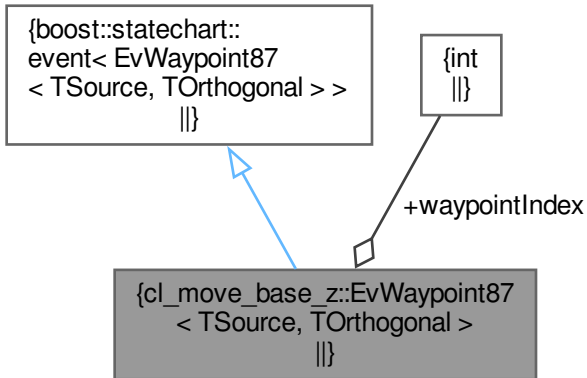 {boost::statechart::
event< EvWaypoint87
< TSource, TOrthogonal > >
||}
{int
||}
+waypointIndex
{cl_move_base_z::EvWaypoint87
< TSource, TOrthogonal >
||}